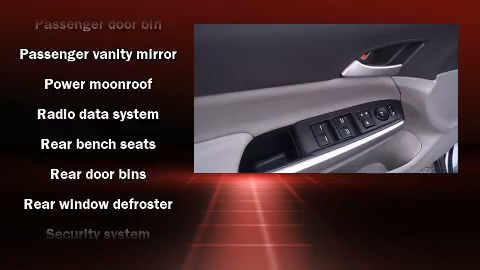 Passenger door bin
Passenger vanity mirror
Power moonroof
Radio data system
Rear bench seats
Rear door bins
Rear window defroster
Security system